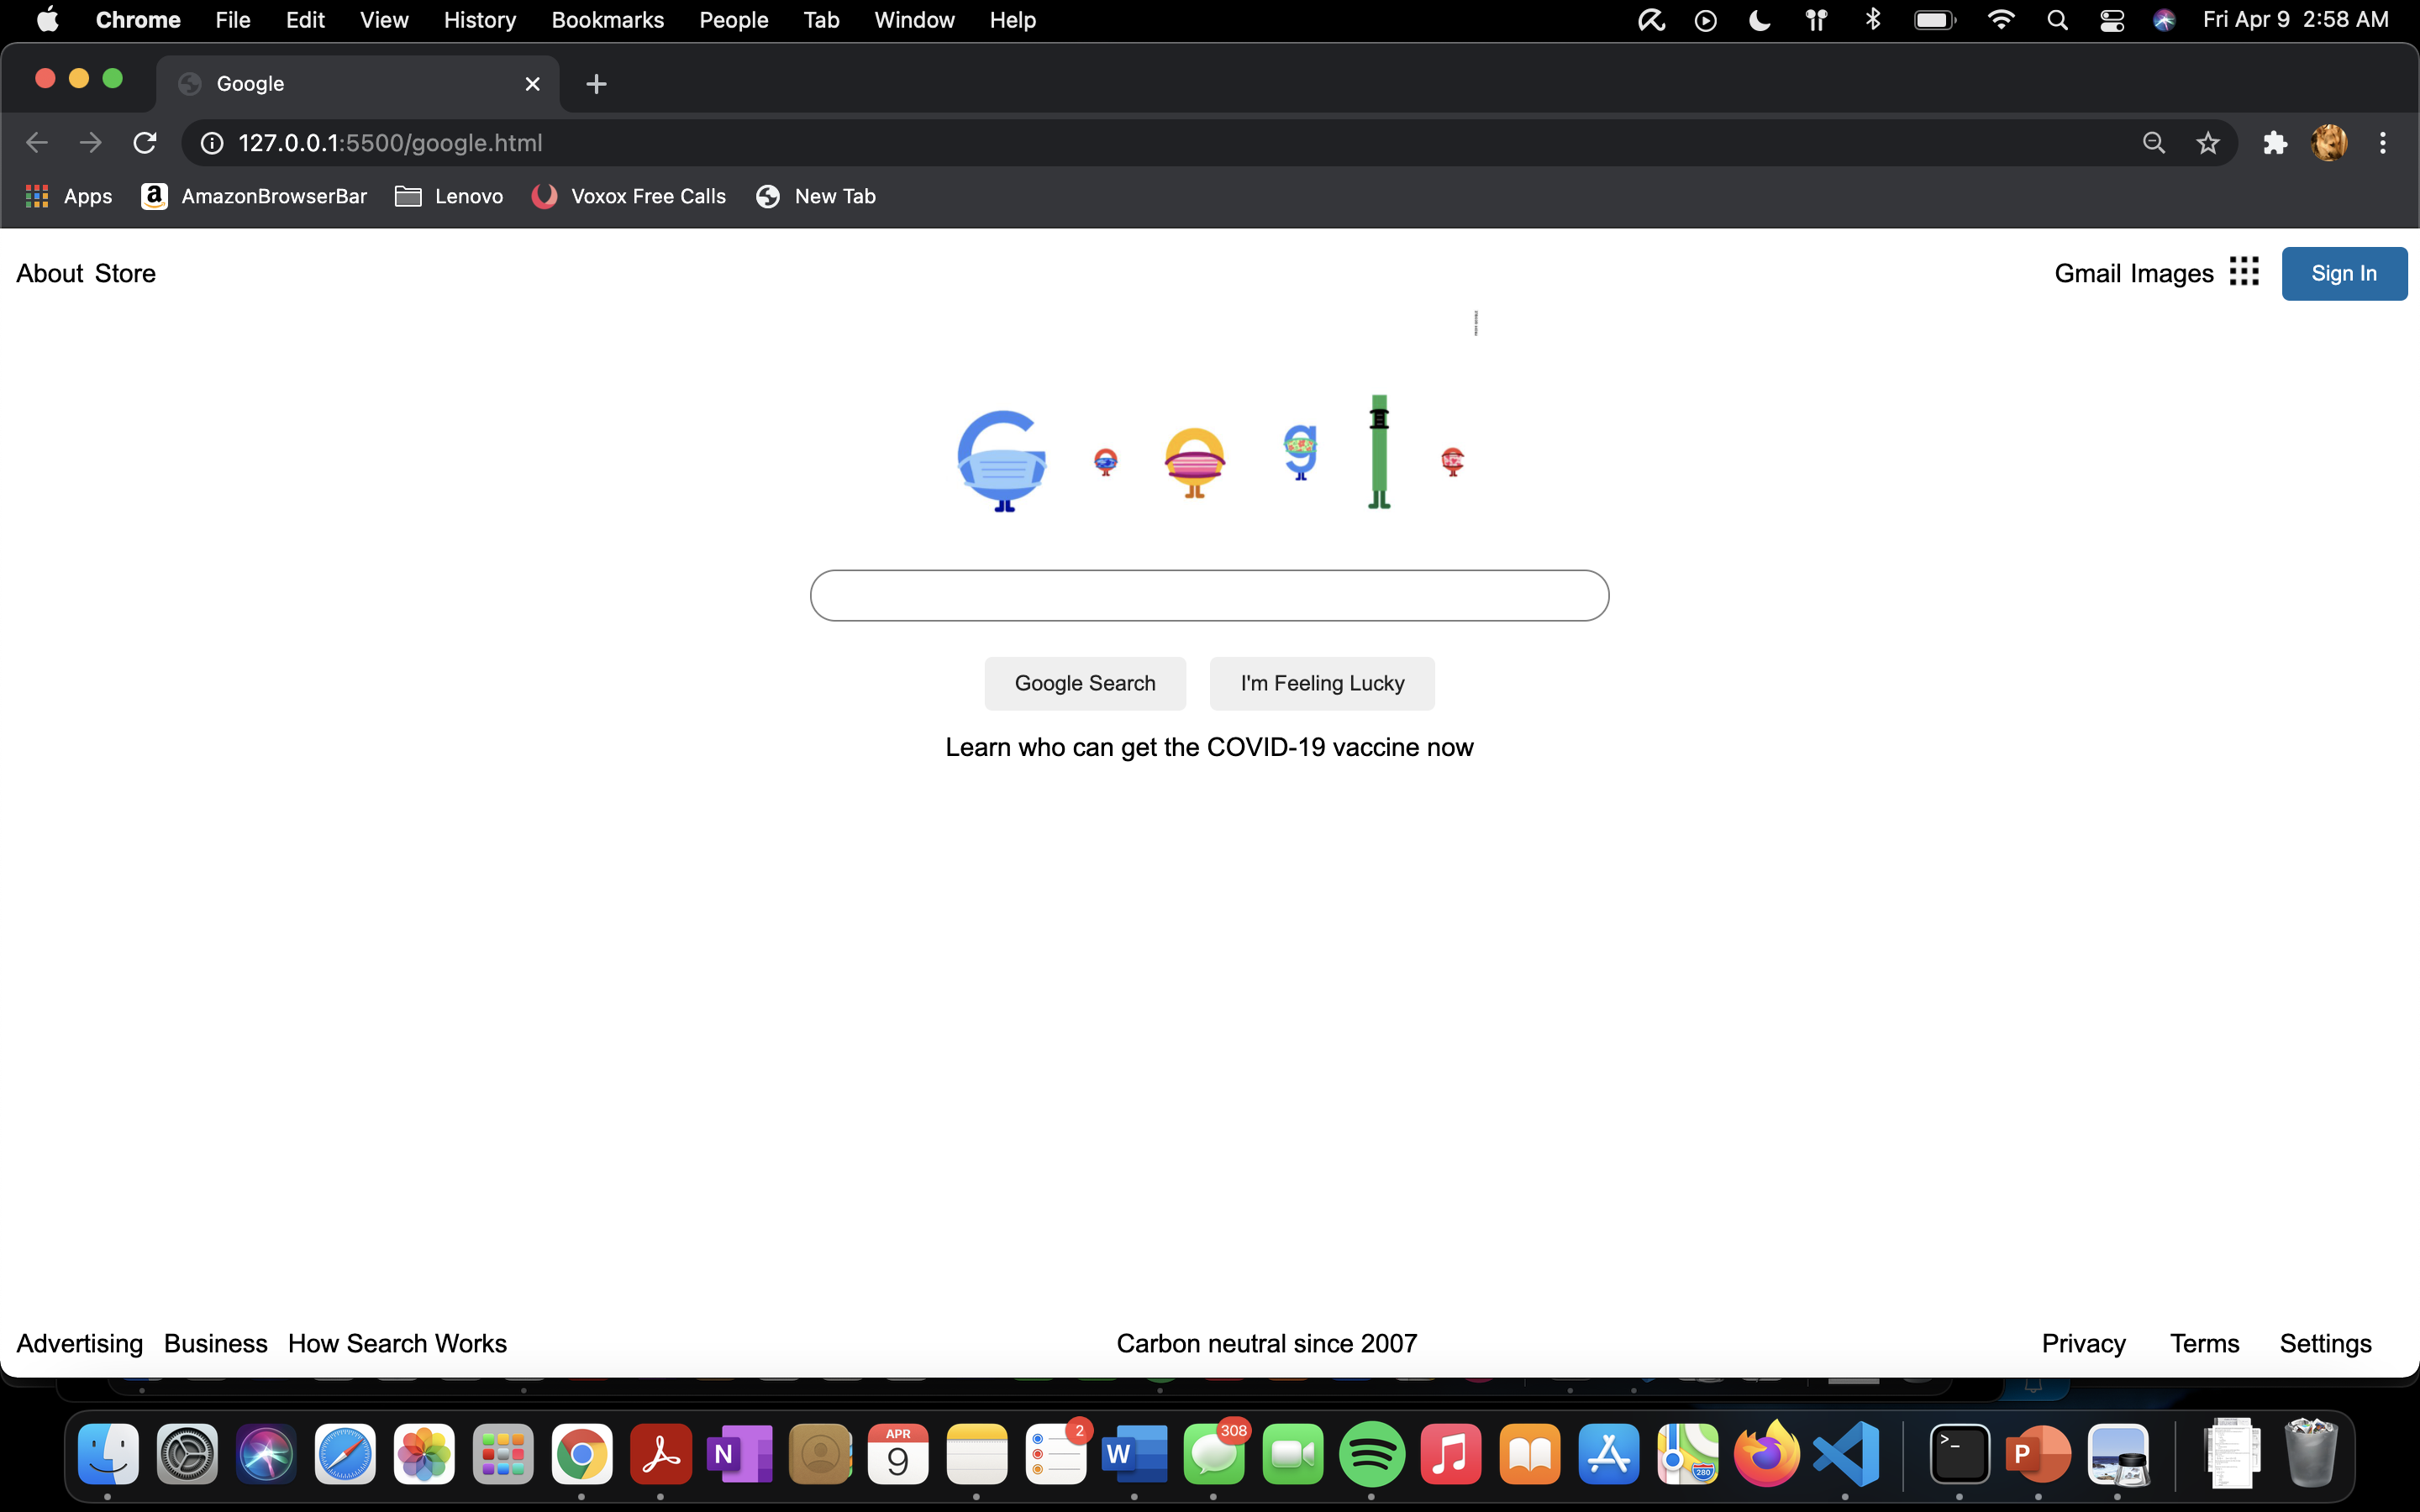 Chrome File Edit View History Bookmarks People Tab Window Help Fri Apr 9 2:58 AM
Google
127.0.0.1:5500/google.html
Apps AmazonBrowserBar Lenovo Voxox Free Calls New Tab
About Store Gmail Images Sign In
Google Search I'm Feeling Lucky
Learn who can get the COVID-19 vaccine now
Advertising Business How Search Works Carbon neutral since 2007 Privacy Terms Settings
APR
9
2
308
N
W
280
>_
P